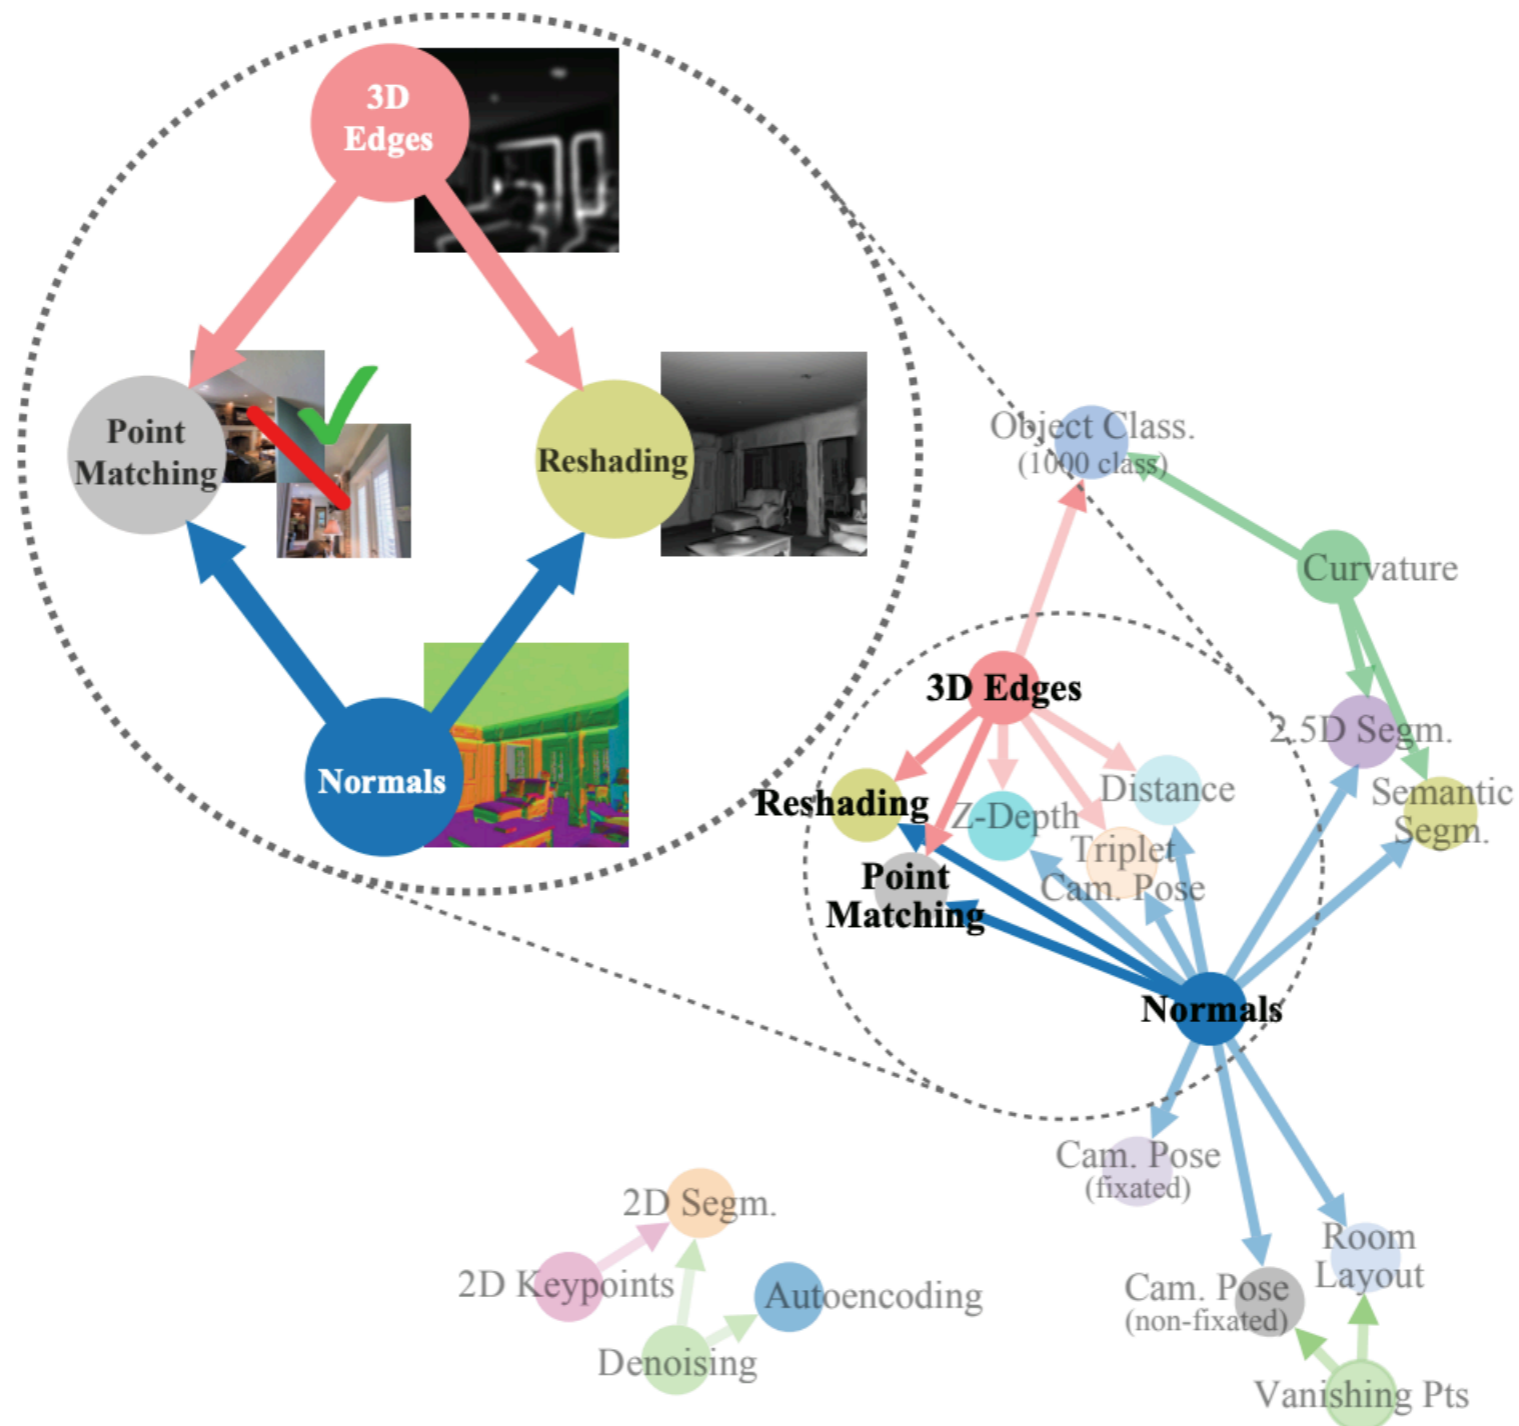 3D
Edges
Point
Matching
Reshading
Normals
Object Class.
(1000 class)
Curvature
3D Edges
2.5D Segm.
Reshading
Z-Depth
Distance
Semantic
Segm.
Triplet
Cam. Pose
Point
Matching
Normals
Cam. Pose
(fixated)
2D Segm.
2D Keypoints
Autoencoding
Denoising
Room
Layout
Cam. Pose
(non-fixated)
Vanishing Pts